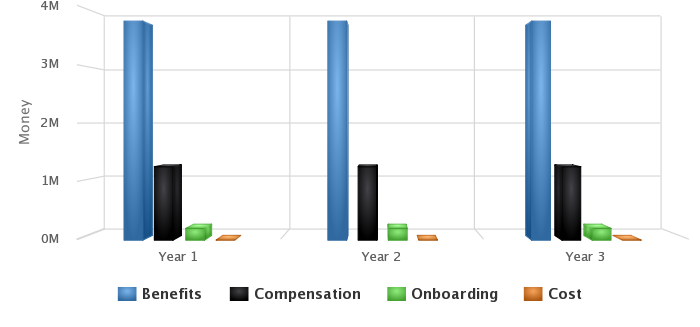 4M
3M
2M
1M
0M
Money
Year 1 Year 2 Year 3
Benefits Compensation Onboarding Cost